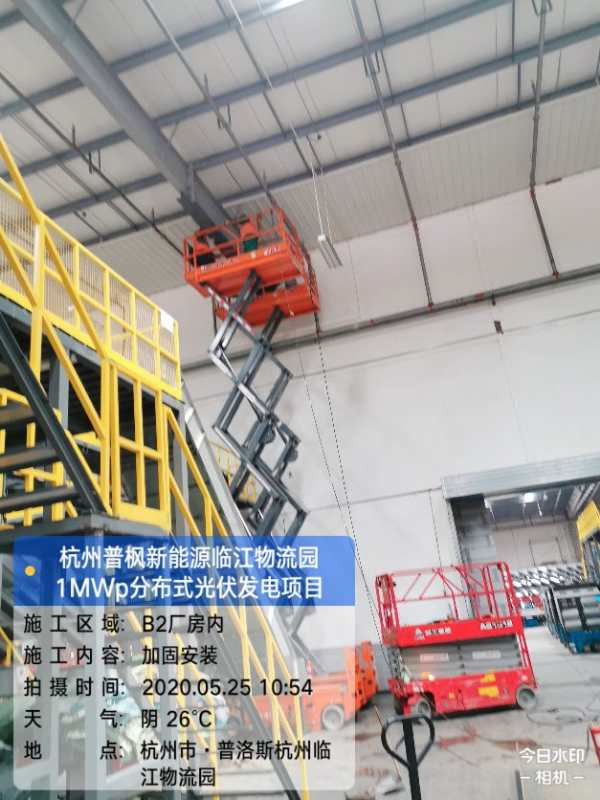 杭州普枫新能源临江物流园
1MWp分布式光伏发电项目
施工区域: B2厂房内
施工内容: 加固安装
拍摄时间: 2020.05.25 10:54
天气: 阴 26℃
地点: 杭州市·普洛斯杭州临
江物流园
今日水印
－相机－